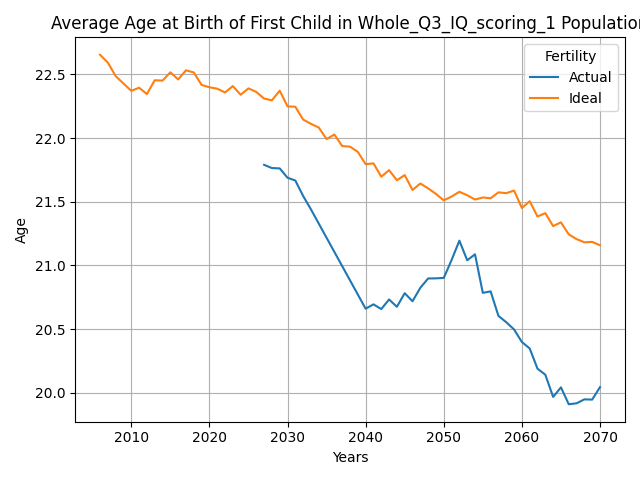 Average Age at Birth of First Child in Whole_Q3_IQ_scoring_1 Population
Fertility
Actual
Ideal
22.5
22.0
21.5
21.0
20.5
20.0
Age
2010 2020 2030 2040 2050 2060 2070
Years